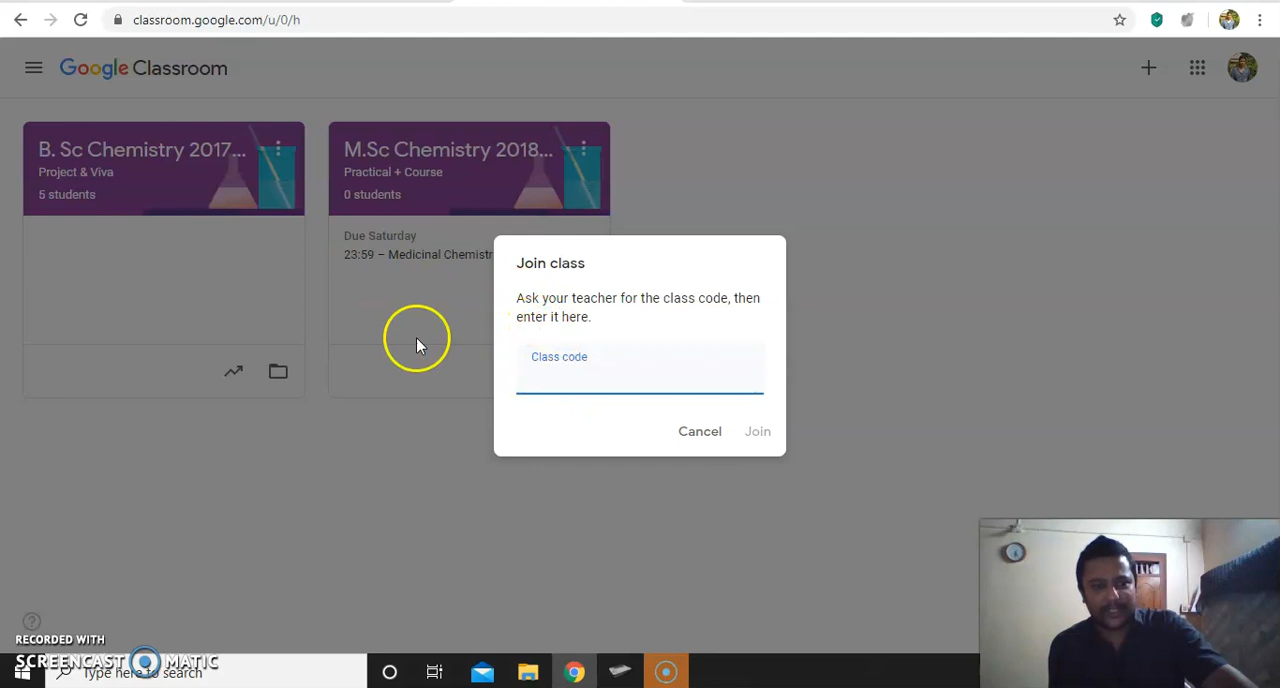 classroom.google.com/u/0/h
Google Classroom
B. Sc Chemistry 2017...
Project & Viva
5 students
M.Sc Chemistry 2018...
Practical + Course
0 students
Due Saturday
23:59 – Medicinal Chemistr
Join class
Ask your teacher for the class code, then
enter it here.
Class code
Cancel
Join
RECORDED WITH
SCREENCAST MATIC
Type here to search